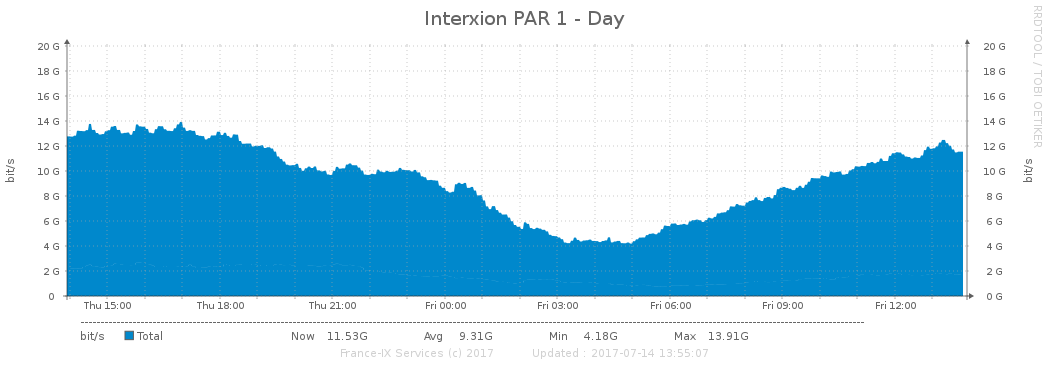 Interxion PAR 1 - Day
RRDTOOL / TOBI OETIKER
bit/s
20 G 20 G
18 G 18 G
16 G 16 G
14 G 14 G
12 G 12 G
10 G 10 G
8 G 8 G
6 G 6 G
4 G 4 G
2 G 2 G
0 0 G
bit/s
Thu 15:00 Thu 18:00 Thu 21:00 Fri 00:00 Fri 03:00 Fri 06:00 Fri 09:00 Fri 12:00
bit/s Total Now 11.53G Avg 9.31G Min 4.18G Max 13.91G
France-IX Services (c) 2017 Updated : 2017-07-14 13:55:07